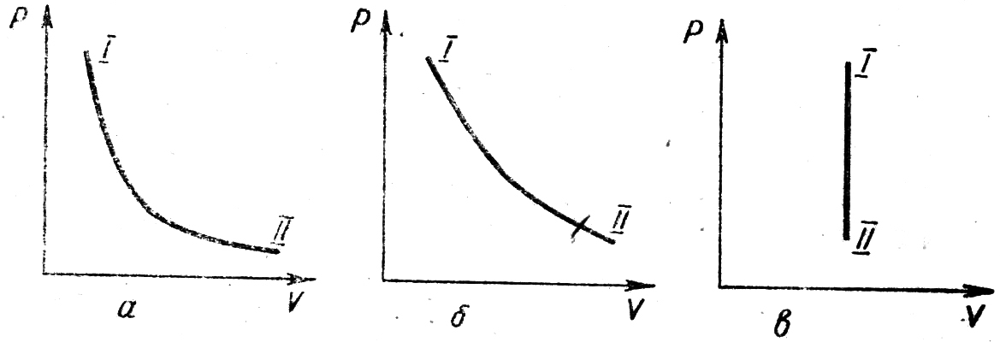 P I II V а
P I II V б
P I II V в